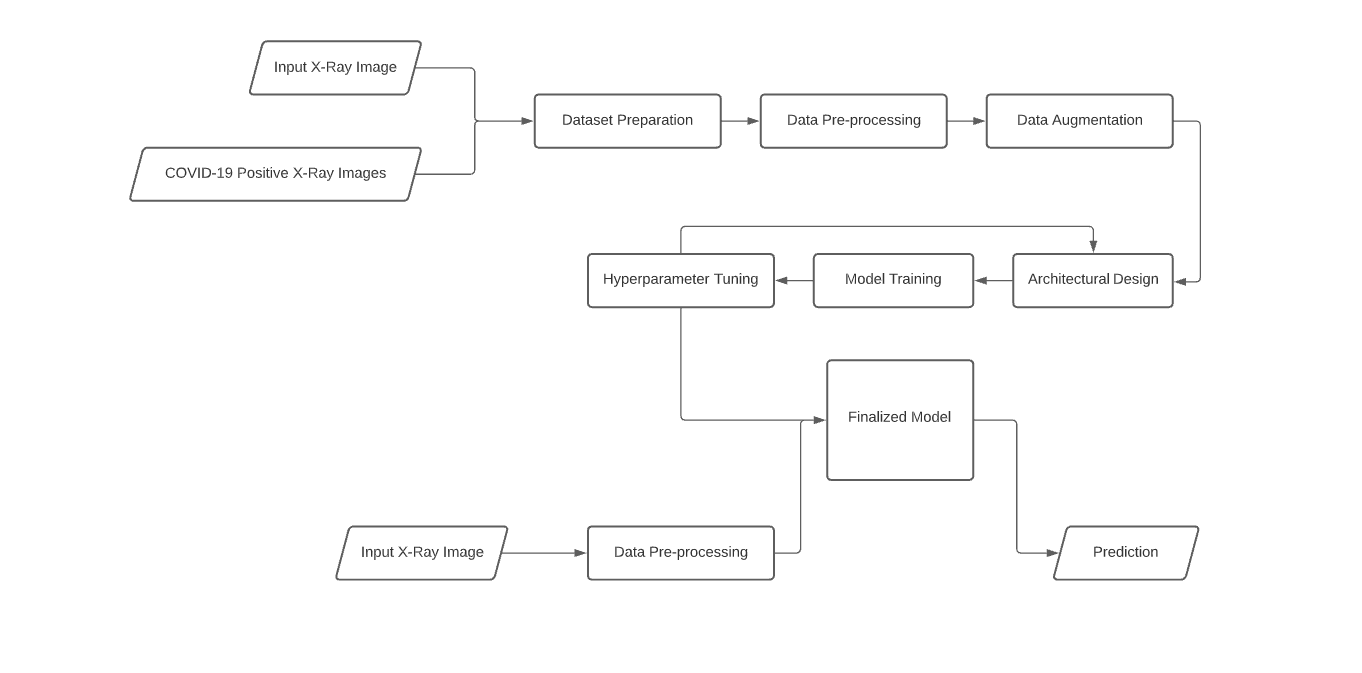 Input X-Ray Image
COVID-19 Positive X-Ray Images
Dataset Preparation
Data Pre-processing
Data Augmentation
Hyperparameter Tuning
Model Training
Architectural Design
Finalized Model
Input X-Ray Image
Data Pre-processing
Prediction